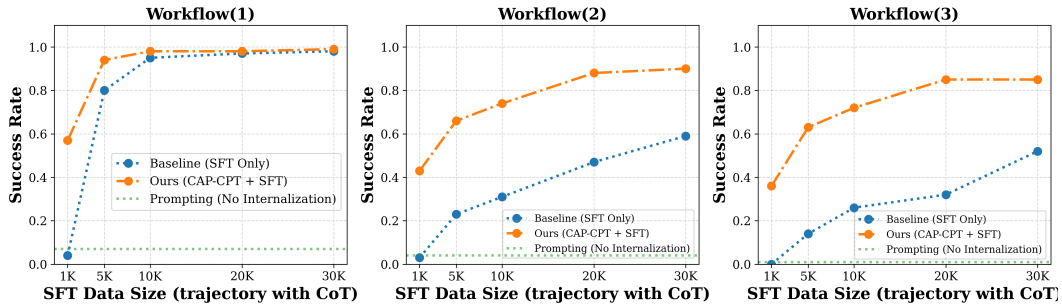 Workflow(1)
Success Rate
1.0
0.8
0.6
0.4
0.2
0.0
Baseline (SFT Only)
Ours (CAP-CPT + SFT)
Prompting (No Internalization)
1K 5K 10K 20K 30K
SFT Data Size (trajectory with CoT)
Workflow(2)
Success Rate
1.0
0.8
0.6
0.4
0.2
0.0
Baseline (SFT Only)
Ours (CAP-CPT + SFT)
Prompting (No Internalization)
1K 5K 10K 20K 30K
SFT Data Size (trajectory with CoT)
Workflow(3)
Success Rate
1.0
0.8
0.6
0.4
0.2
0.0
Baseline (SFT Only)
Ours (CAP-CPT + SFT)
Prompting (No Internalization)
1K 5K 10K 20K 30K
SFT Data Size (trajectory with CoT)